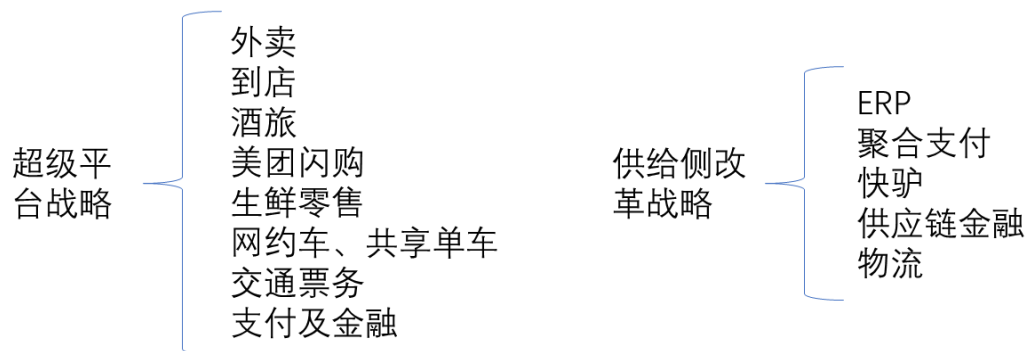 超级平
台战略
外卖
到店
酒旅
美团闪购
生鲜零售
网约车、共享单车
交通票务
支付及金融
供给侧改
革战略
ERP
聚合支付
快驴
供应链金融
物流